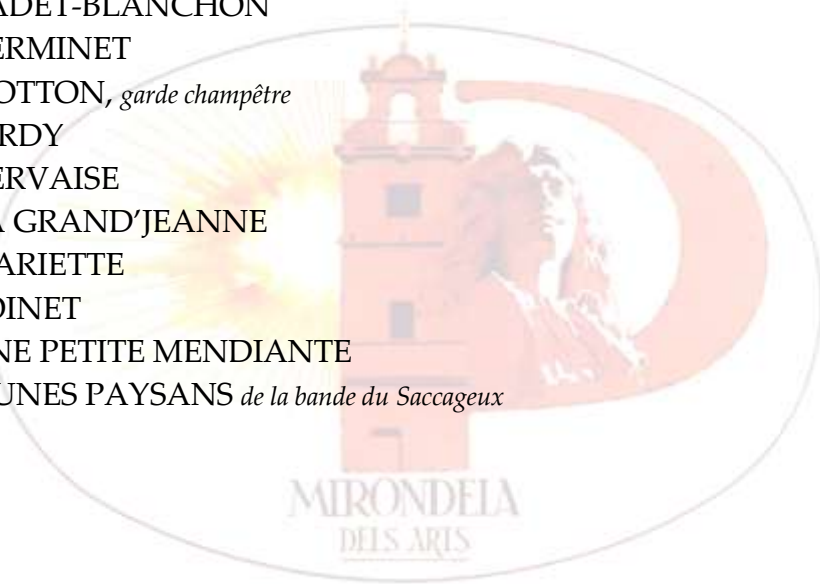 ADET-BLANCHON
ERMINET
OTTON, garde champêtre
RDY
ERVAISE
A GRAND’JEANNE
ARIETTE
OINET
NE PETITE MENDIANTE
UNES PAYSANS de la bande du Saccageux
MIRONDELA
DELS ARTS